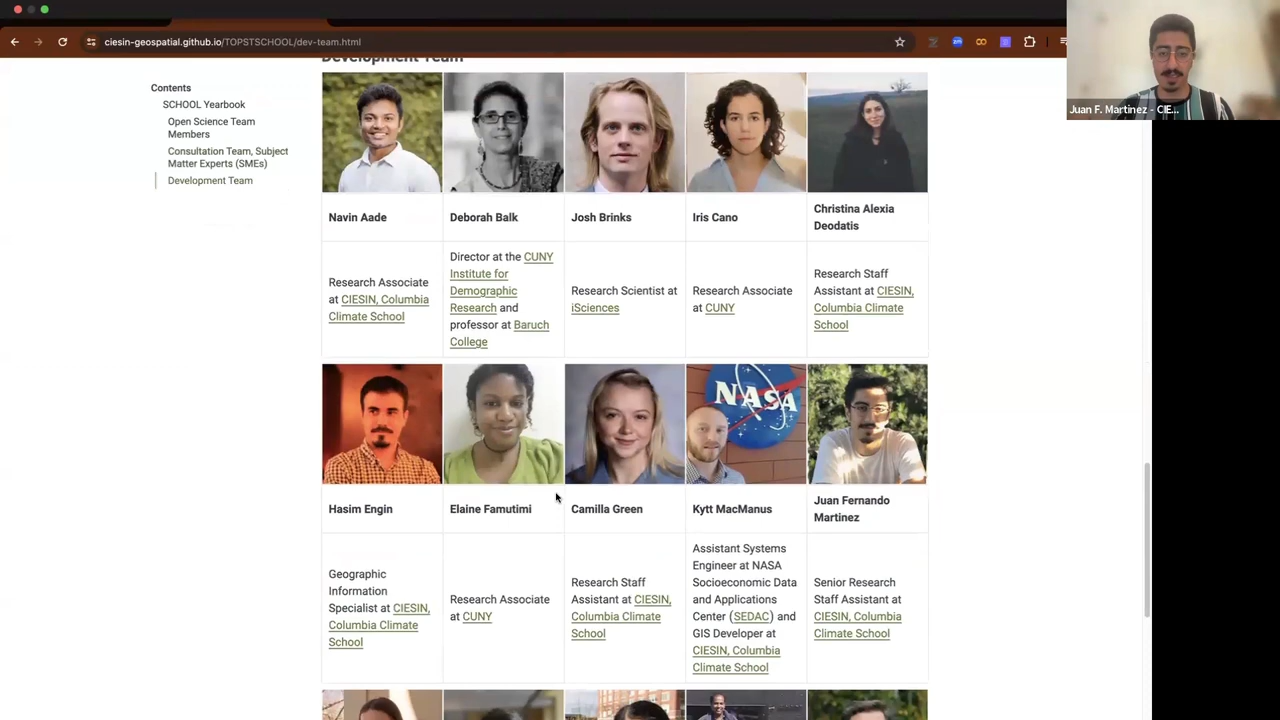 ciesin-geospatial.github.io/TOPSTSCHOOL/dev-team.html
Juan F. Martinez - CIE...
Contents
SCHOOL Yearbook
Open Science Team
Members
Consultation Team, Subject
Matter Experts (SMEs)
Development Team
Development Team
Navin Aade
Deborah Balk
Josh Brinks
Iris Cano
Christina Alexia
Deodatis
Research Associate
at CIESIN, Columbia
Climate School
Director at the CUNY
Institute for
Demographic
Research and
professor at Baruch
College
Research Scientist at
iSciences
Research Associate
at CUNY
Research Staff
Assistant at CIESIN,
Columbia Climate
School
NASA
Hasim Engin
Elaine Famutimi
Camilla Green
Kytt MacManus
Juan Fernando
Martinez
Geographic
Information
Specialist at CIESIN,
Columbia Climate
School
Research Associate
at CUNY
Research Staff
Assistant at CIESIN,
Columbia Climate
School
Assistant Systems
Engineer at NASA
Socioeconomic Data
and Applications
Center (SEDAC) and
GIS Developer at
CIESIN, Columbia
Climate School
Senior Research
Staff Assistant at
CIESIN, Columbia
Climate School